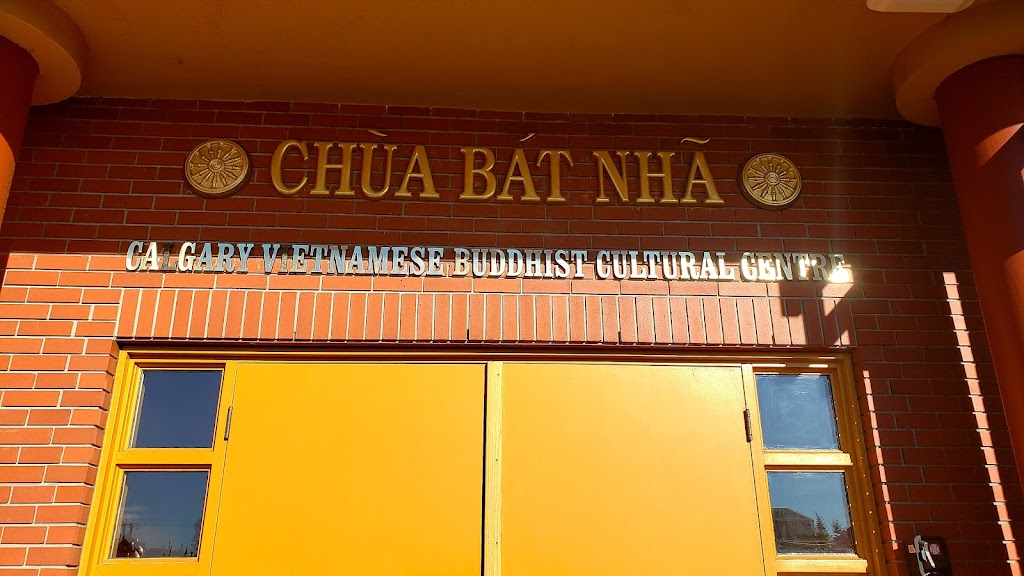 CHÙA BÁT NHÃ
CALGARY VIETNAMESE BUDDHIST CULTURAL CENTRE